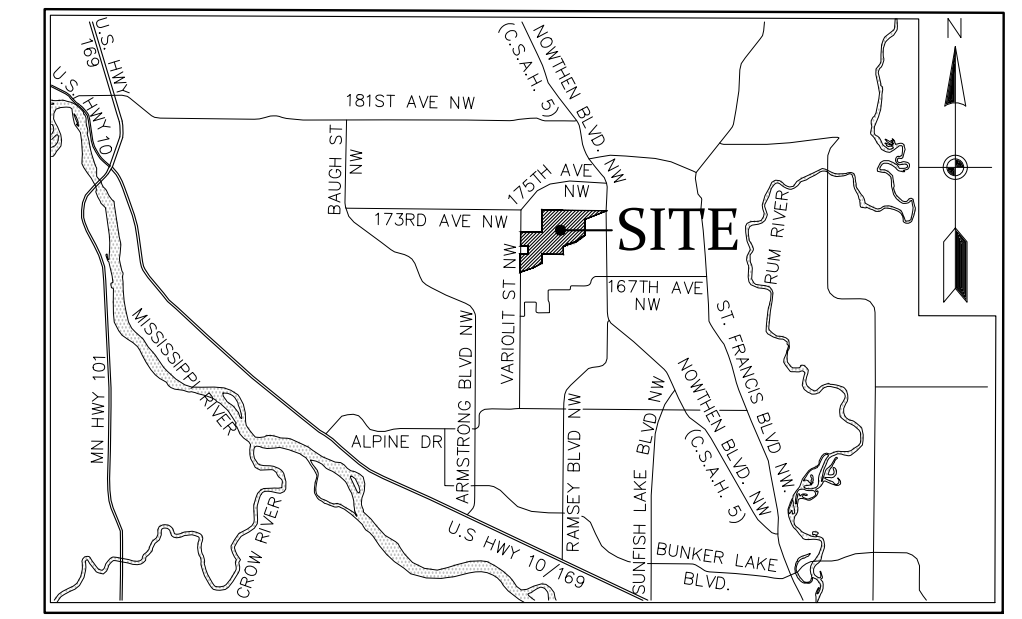 U.S. HWY
169
U.S. HWY 10
181ST AVE NW
NOWTHEN BLVD. NW
(C.S.A.H. 5)
N
BAUGH ST
NW
175TH AVE
NW
173RD AVE NW
SITE
VARIOLIT ST NW
167TH AVE
NW
RUM RIVER
MISSISSIPPI RIVER
MN HWY 101
ARMSTRONG BLVD NW
ST. FRANCIS BLVD NW.
NOWTHEN BLVD. NW
(C.S.A.H. 5)
ALPINE DR
RAMSEY BLVD NW
SUNFISH LAKE BLVD NW
CROW RIVER
U.S HWY 10/169
BUNKER LAKE
BLVD.